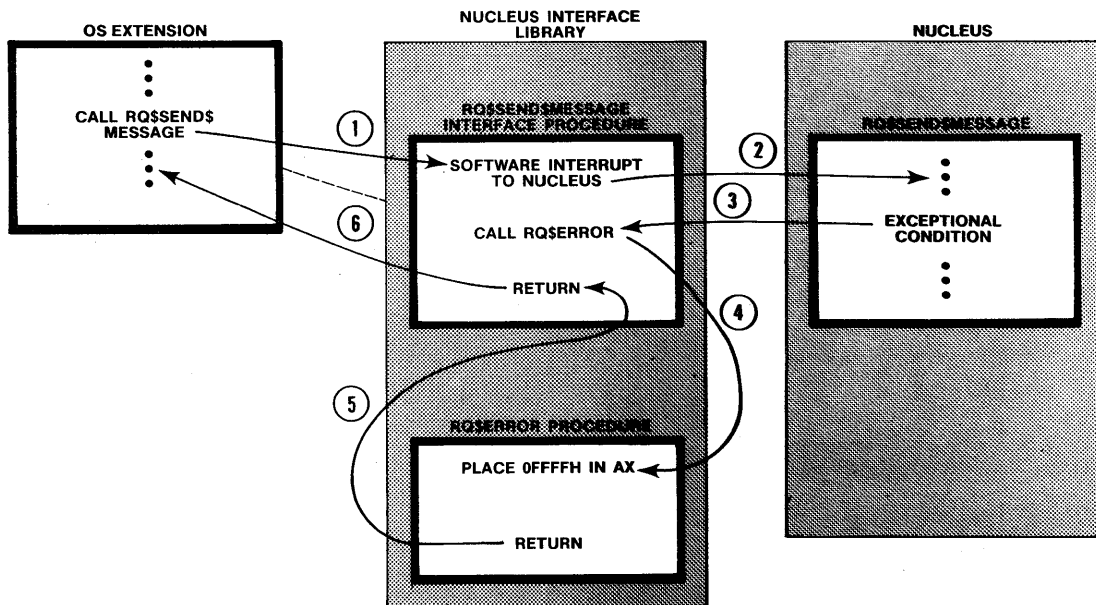 OS EXTENSION
CALL RQ$SEND$
MESSAGE
NUCLEUS INTERFACE
LIBRARY
RQ$SEND$MESSAGE
INTERFACE PROCEDURE
SOFTWARE INTERRUPT
TO NUCLEUS
CALL RQ$ERROR
RETURN
RQ$ERROR PROCEDURE
PLACE 0FFFFH IN AX
RETURN
NUCLEUS
RQ$SEND$MESSAGE
EXCEPTIONAL
CONDITION
1
2
3
4
5
6